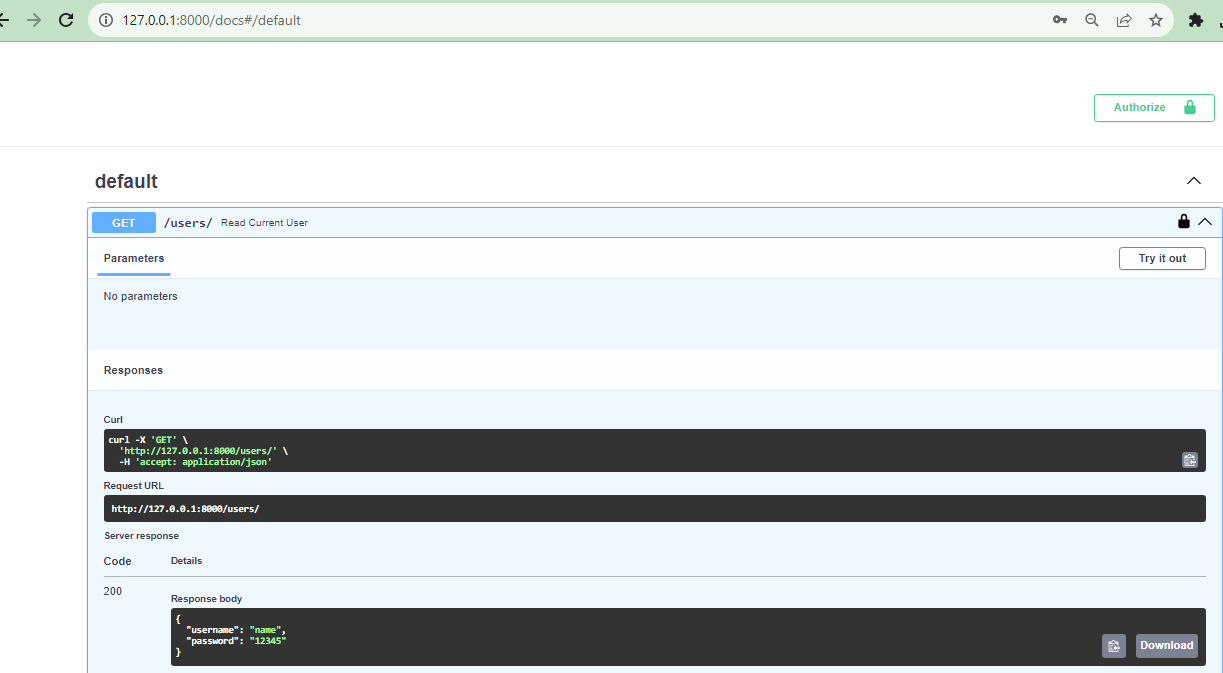 127.0.0.1:8000/docs#/default
Authorize
default
GET /users/ Read Current User
Parameters
Try it out
No parameters
Responses
Curl
curl -X 'GET' \
'http://127.0.0.1:8000/users/' \
-H 'accept: application/json'
Request URL
http://127.0.0.1:8000/users/
Server response
Code Details
200
Response body
{
"username": "name",
"password": "12345"
}
Download